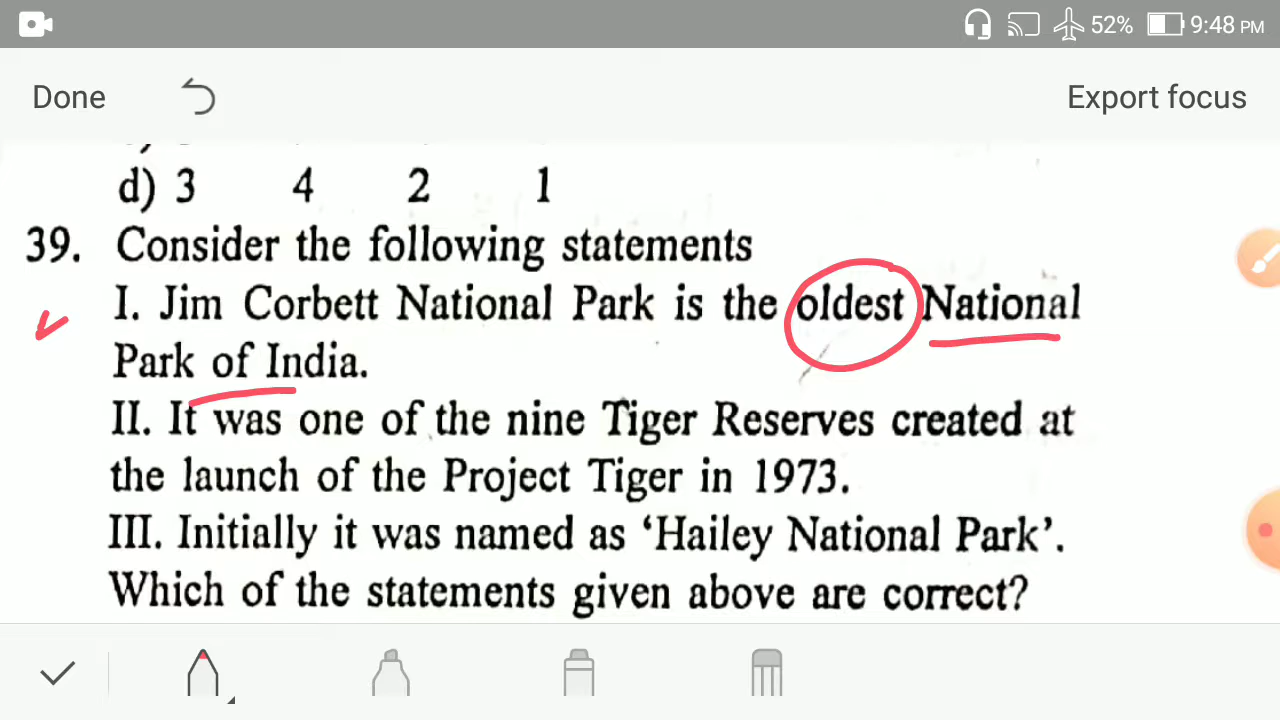 52% 9:48 PM
Done Export focus
d) 3 4 2 1
39. Consider the following statements
I. Jim Corbett National Park is the oldest National
Park of India.
II. It was one of the nine Tiger Reserves created at
the launch of the Project Tiger in 1973.
III. Initially it was named as ‘Hailey National Park’.
Which of the statements given above are correct?